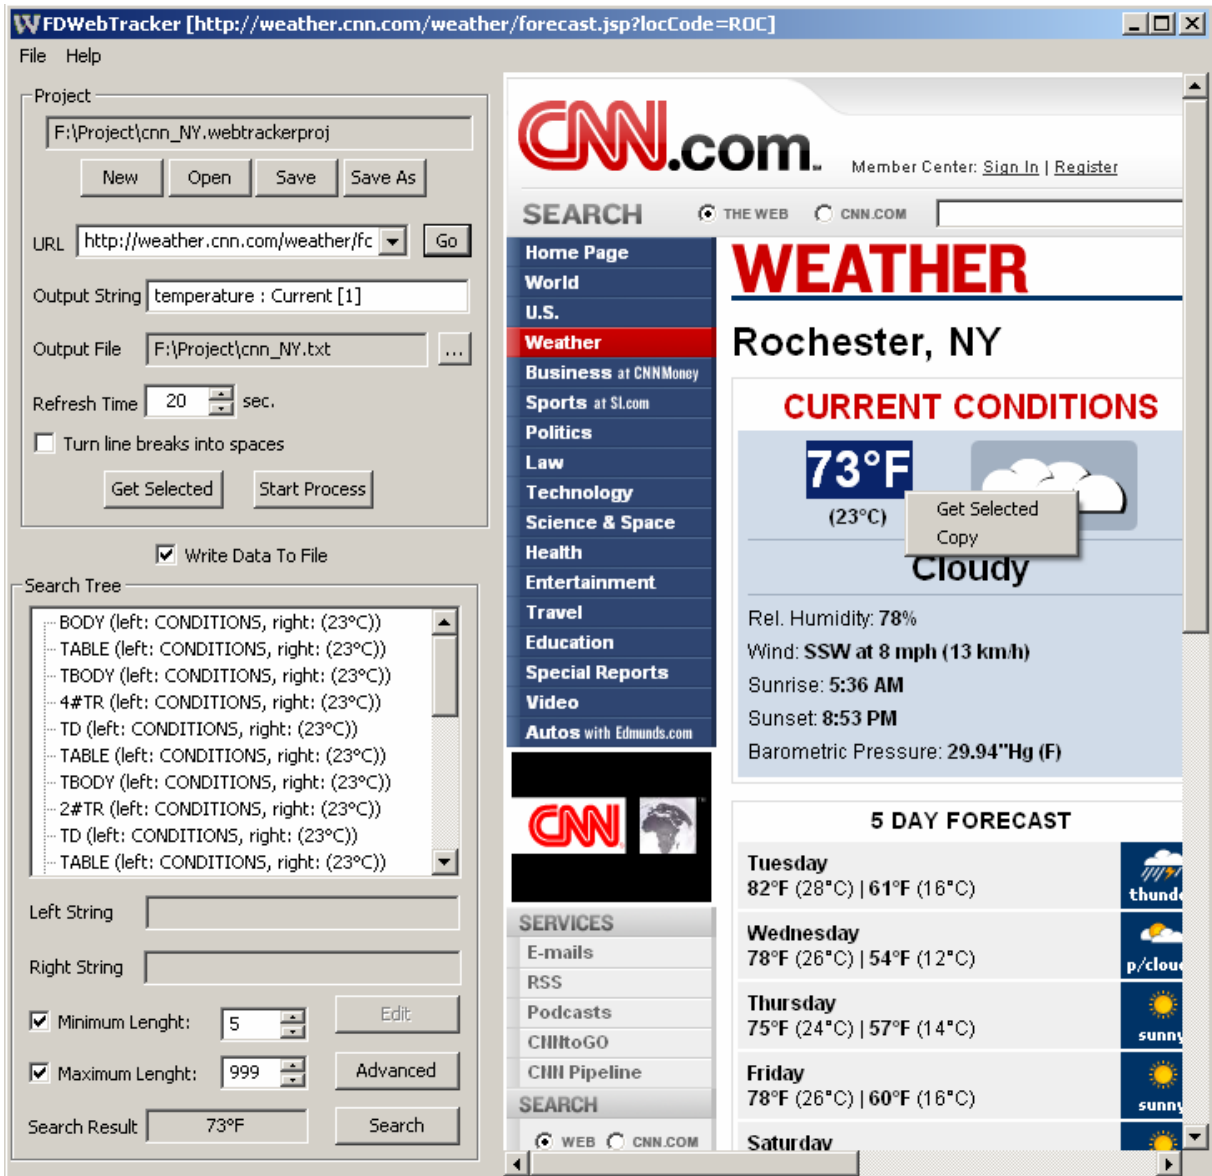 FDWebTracker [http://weather.cnn.com/weather/forecast.jsp?locCode=ROC]
File Help
Project
F:\Project\cnn_NY.webtrackerproj
New Open Save Save As
URL http://weather.cnn.com/weather/fc Go
Output String temperature : Current [1]
Output File F:\Project\cnn_NY.txt ...
Refresh Time 20 sec.
Turn line breaks into spaces
Get Selected Start Process
Write Data To File
Search Tree
BODY (left: CONDITIONS, right: (23°C))
TABLE (left: CONDITIONS, right: (23°C))
TBODY (left: CONDITIONS, right: (23°C))
4#TR (left: CONDITIONS, right: (23°C))
TD (left: CONDITIONS, right: (23°C))
TABLE (left: CONDITIONS, right: (23°C))
TBODY (left: CONDITIONS, right: (23°C))
2#TR (left: CONDITIONS, right: (23°C))
TD (left: CONDITIONS, right: (23°C))
TABLE (left: CONDITIONS, right: (23°C))
Left String
Right String
Minimum Lenght: 5 Edit
Maximum Lenght: 999 Advanced
Search Result 73°F Search
CNN.com
Member Center: Sign In | Register
SEARCH THE WEB CNN.COM
Home Page
World
U.S.
Weather
Business at CNNMoney
Sports at SI.com
Politics
Law
Technology
Science & Space
Health
Entertainment
Travel
Education
Special Reports
Video
Autos with Edmunds.com
CNN
SERVICES
E-mails
RSS
Podcasts
CNNtoGO
CNN Pipeline
SEARCH
WEB CNN.COM
WEATHER
Rochester, NY
CURRENT CONDITIONS
73°F
(23°C)
Get Selected
Copy
Cloudy
Rel. Humidity: 78%
Wind: SSW at 8 mph (13 km/h)
Sunrise: 5:36 AM
Sunset: 8:53 PM
Barometric Pressure: 29.94"Hg (F)
5 DAY FORECAST
Tuesday
82°F (28°C) | 61°F (16°C)
thunde
Wednesday
78°F (26°C) | 54°F (12°C)
p/clou
Thursday
75°F (24°C) | 57°F (14°C)
sunny
Friday
78°F (26°C) | 60°F (16°C)
sunny
Saturday